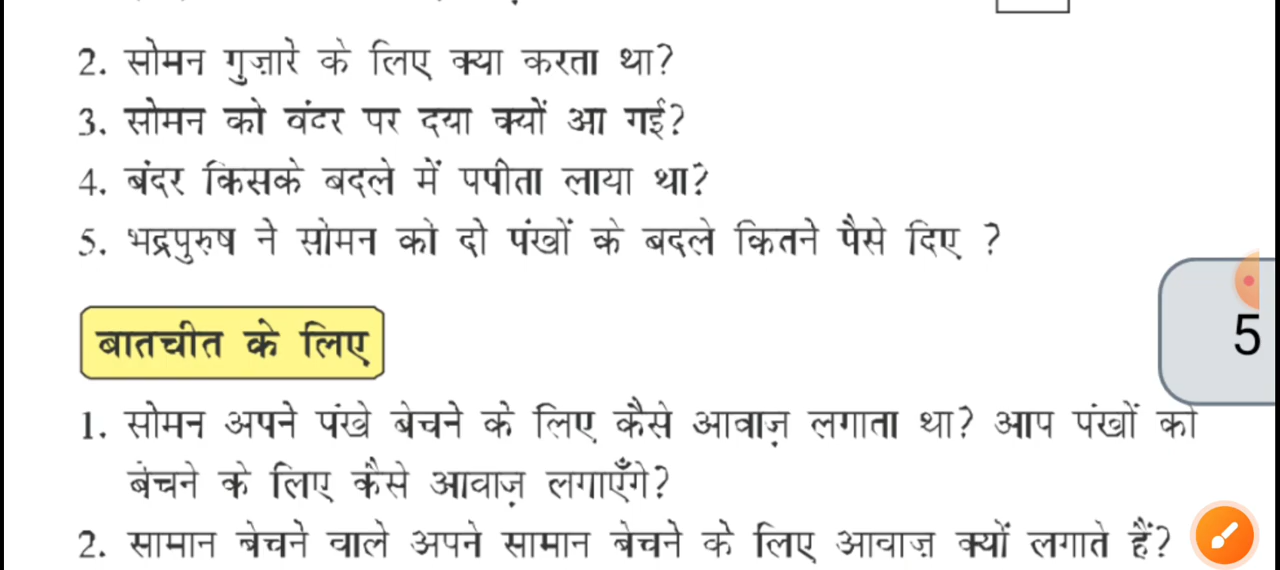 2. सोमन गुज़ारे के लिए क्या करता था?
3. सोमन को बंदर पर दया क्यों आ गई?
4. बंदर किसके बदले में पपीता लाया था?
5. भद्रपुरुष ने सोमन को दो पंखों के बदले कितने पैसे दिए ?
5
बातचीत के लिए
1. सोमन अपने पंखे बेचने के लिए कैसे आवाज़ लगाता था? आप पंखों को
बेचने के लिए कैसे आवाज़ लगाएँगे?
2. सामान बेचने वाले अपने सामान बेचने के लिए आवाज़ क्यों लगाते हैं?